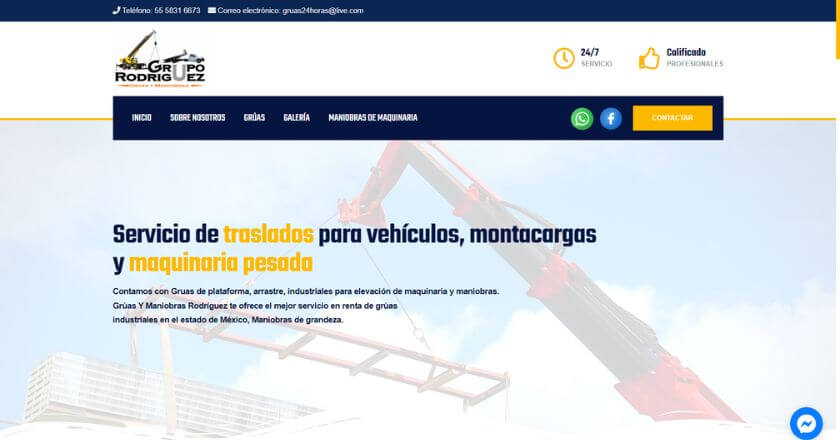 Teléfono: 55 5831 6673 Correo electrónico: gruas24horas@live.com
GRUPO
RODRIGUEZ
GRUAS Y MANIOBRAS
24/7
SERVICIO
Calificado
PROFESIONALES
INICIO SOBRE NOSOTROS GRÚAS GALERÍA MANIOBRAS DE MAQUINARIA
CONTACTAR
Servicio de traslados para vehículos, montacargas
y maquinaria pesada
Contamos con Gruas de plataforma, arrastre, industriales para elevación de maquinaria y maniobras.
Grúas Y Maniobras Rodríguez te ofrece el mejor servicio en renta de grúas
industriales en el estado de México, Maniobras de grandeza.